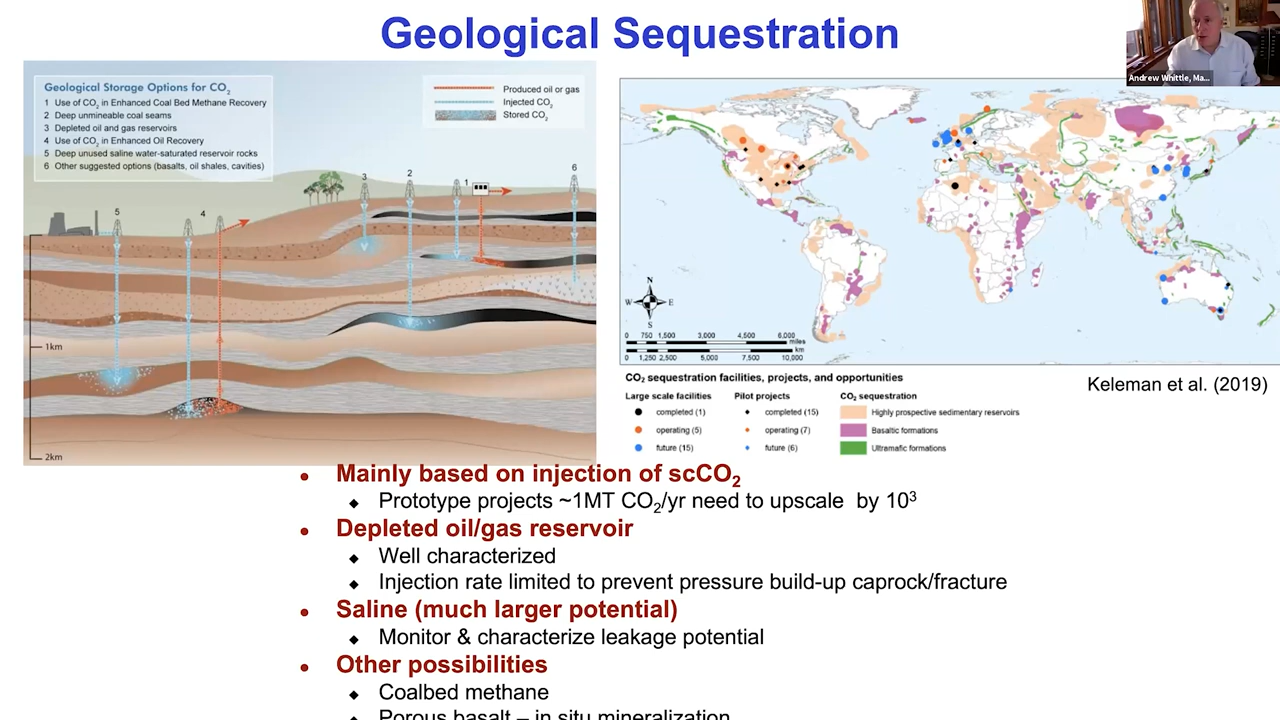 Geological Sequestration
Andrew Whittle, Ma...
Geological Storage Options for CO₂
1 Use of CO₂ in Enhanced Coal Bed Methane Recovery
2 Deep unmineable coal seams
3 Depleted oil and gas reservoirs
4 Use of CO₂ in Enhanced Oil Recovery
5 Deep unused saline water-saturated reservoir rocks
6 Other suggested options (basalts, oil shales, cavities)
Produced oil or gas
Injected CO₂
Stored CO₂
5
4
3
2
1
6
1km
2km
N
W E
S
0 750 1,500 3,000 4,500 6,000
miles
km
0 1,250 2,500 5,000 7,500 10,000
Keleman et al. (2019)
CO₂ sequestration facilities, projects, and opportunities
Large scale facilities Pilot projects CO₂ sequestration
completed (1) completed (15) Highly prospective sedimentary reservoirs
operating (5) operating (7) Basaltic formations
future (15) future (6) Ultramafic formations
• Mainly based on injection of scCO₂
◆ Prototype projects ~1MT CO₂/yr need to upscale by 10³
• Depleted oil/gas reservoir
◆ Well characterized
◆ Injection rate limited to prevent pressure build-up caprock/fracture
• Saline (much larger potential)
◆ Monitor & characterize leakage potential
• Other possibilities
◆ Coalbed methane
◆ Porous basalt – in situ mineralization